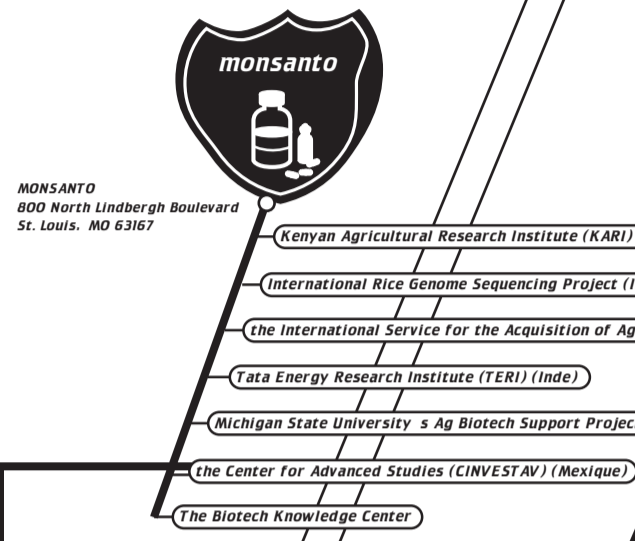 monsanto
MONSANTO
800 North Lindbergh Boulevard
St. Louis. MO 63167
Kenyan Agricultural Research Institute (KARI)
International Rice Genome Sequencing Project (I
the International Service for the Acquisition of Ag
Tata Energy Research Institute (TERI) (Inde)
Michigan State University s Ag Biotech Support Projec
the Center for Advanced Studies (CINVESTAV) (Mexique)
The Biotech Knowledge Center